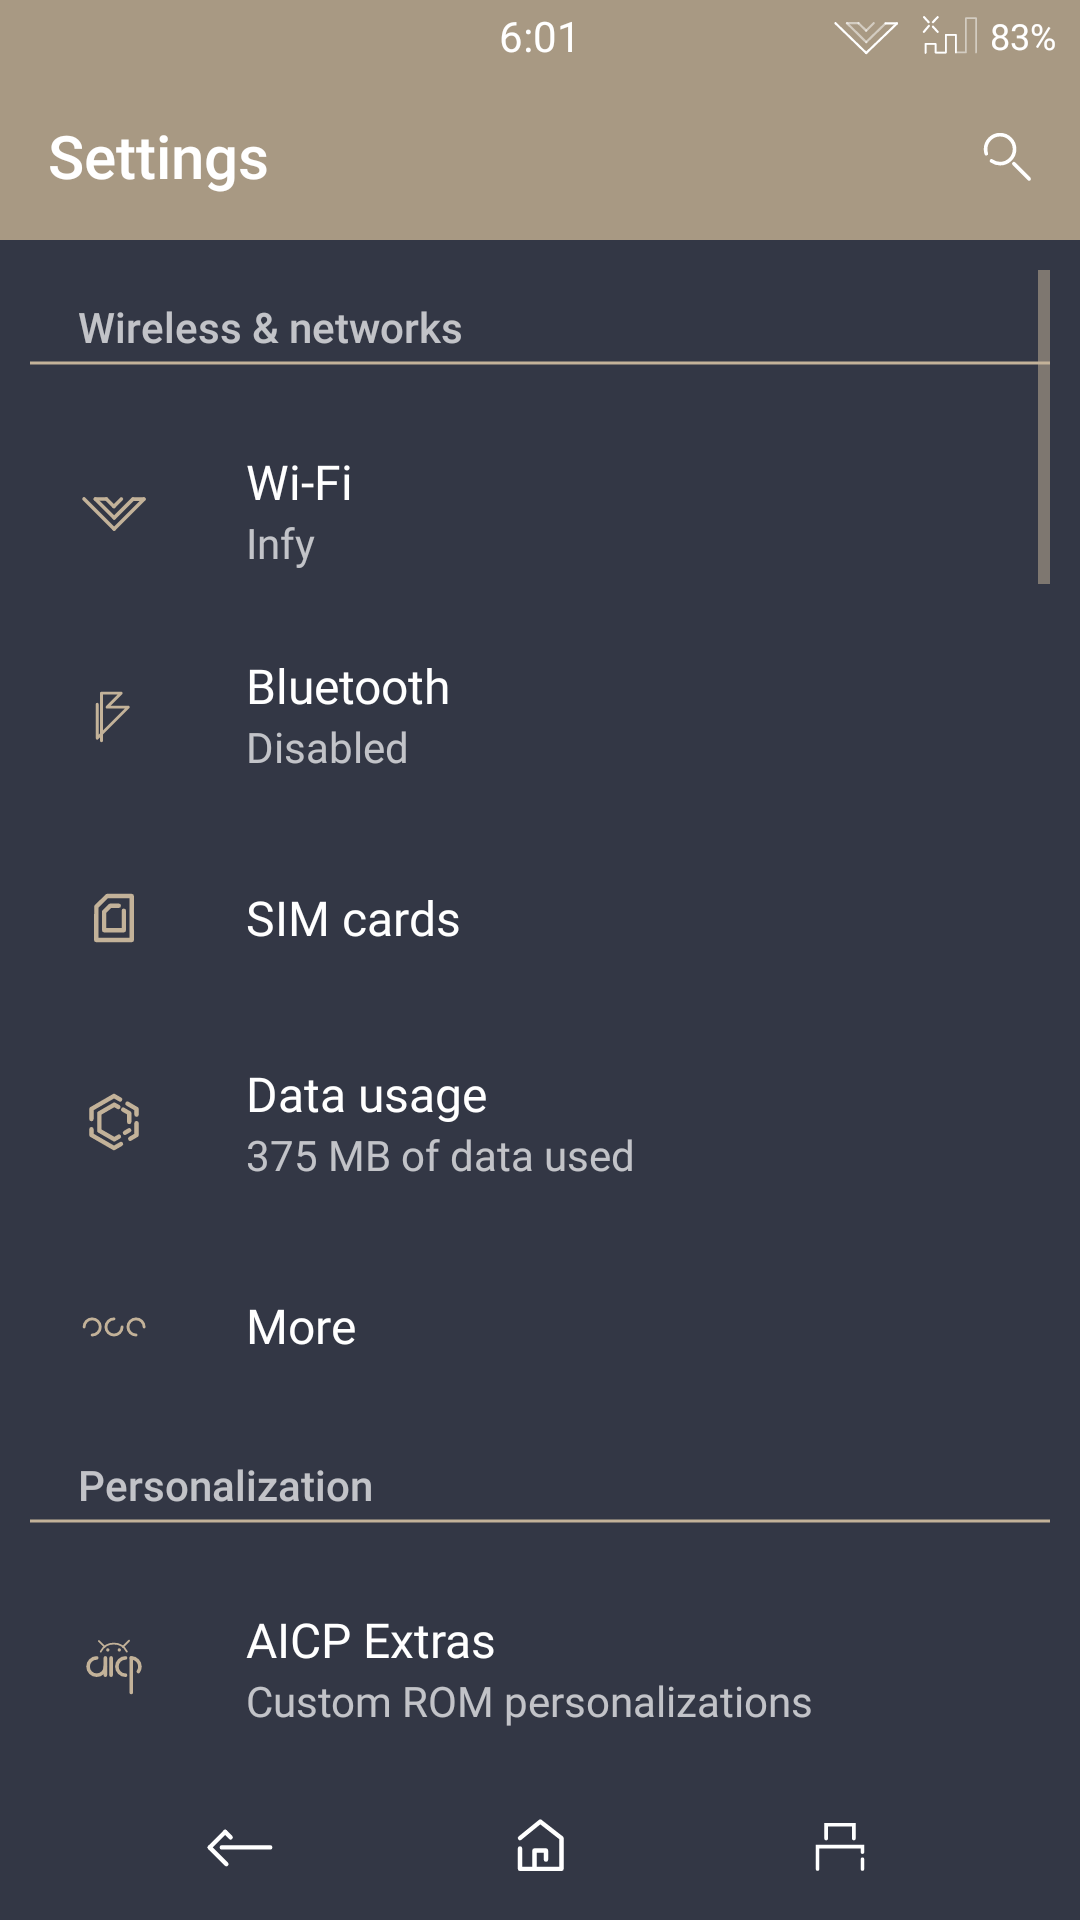 6:01 83%
Settings
Wireless & networks
Wi-Fi
Infy
Bluetooth
Disabled
SIM cards
Data usage
375 MB of data used
More
Personalization
aicp
AICP Extras
Custom ROM personalizations